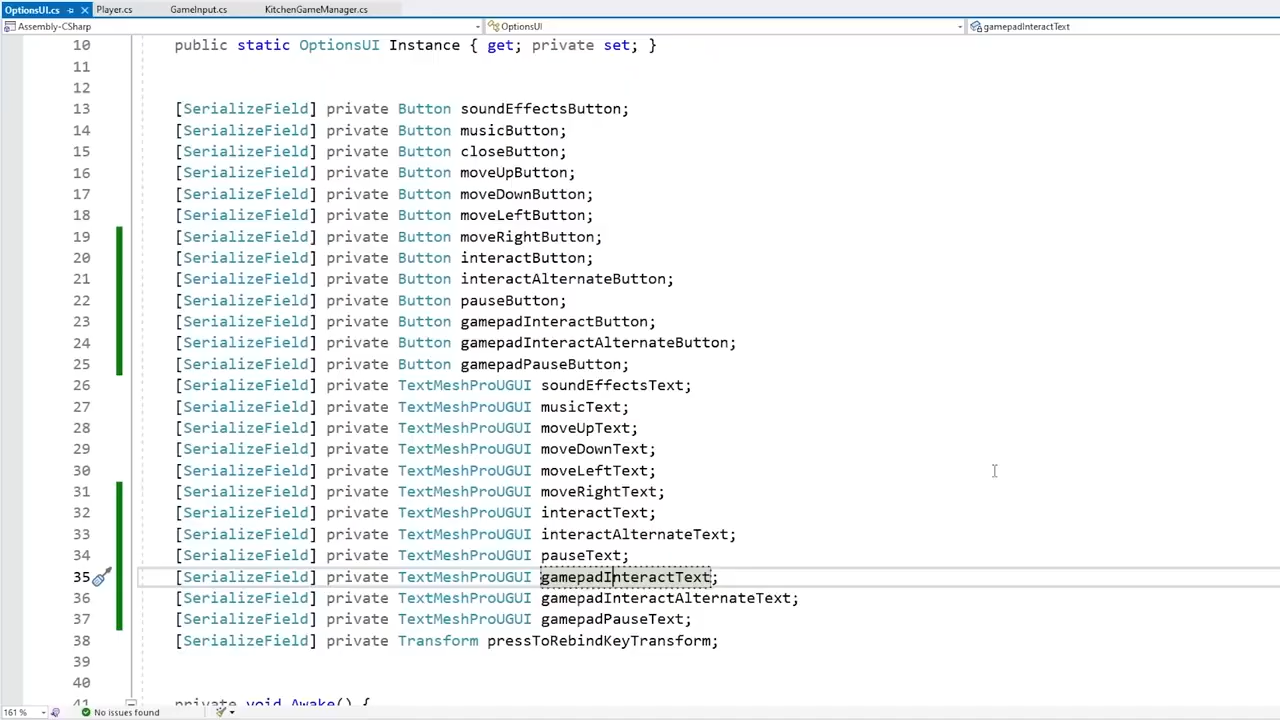 OptionsUI.cs Player.cs GameInput.cs KitchenGameManager.cs
Assembly-CSharp OptionsUI gamepadInteractText
10 public static OptionsUI Instance { get; private set; }
11
12
13 [SerializeField] private Button soundEffectsButton;
14 [SerializeField] private Button musicButton;
15 [SerializeField] private Button closeButton;
16 [SerializeField] private Button moveUpButton;
17 [SerializeField] private Button moveDownButton;
18 [SerializeField] private Button moveLeftButton;
19 [SerializeField] private Button moveRightButton;
20 [SerializeField] private Button interactButton;
21 [SerializeField] private Button interactAlternateButton;
22 [SerializeField] private Button pauseButton;
23 [SerializeField] private Button gamepadInteractButton;
24 [SerializeField] private Button gamepadInteractAlternateButton;
25 [SerializeField] private Button gamepadPauseButton;
26 [SerializeField] private TextMeshProUGUI soundEffectsText;
27 [SerializeField] private TextMeshProUGUI musicText;
28 [SerializeField] private TextMeshProUGUI moveUpText;
29 [SerializeField] private TextMeshProUGUI moveDownText;
30 [SerializeField] private TextMeshProUGUI moveLeftText;
31 [SerializeField] private TextMeshProUGUI moveRightText;
32 [SerializeField] private TextMeshProUGUI interactText;
33 [SerializeField] private TextMeshProUGUI interactAlternateText;
34 [SerializeField] private TextMeshProUGUI pauseText;
35 [SerializeField] private TextMeshProUGUI gamepadInteractText;
36 [SerializeField] private TextMeshProUGUI gamepadInteractAlternateText;
37 [SerializeField] private TextMeshProUGUI gamepadPauseText;
38 [SerializeField] private Transform pressToRebindKeyTransform;
39
40
41 private void Awake() {
161 % No issues found